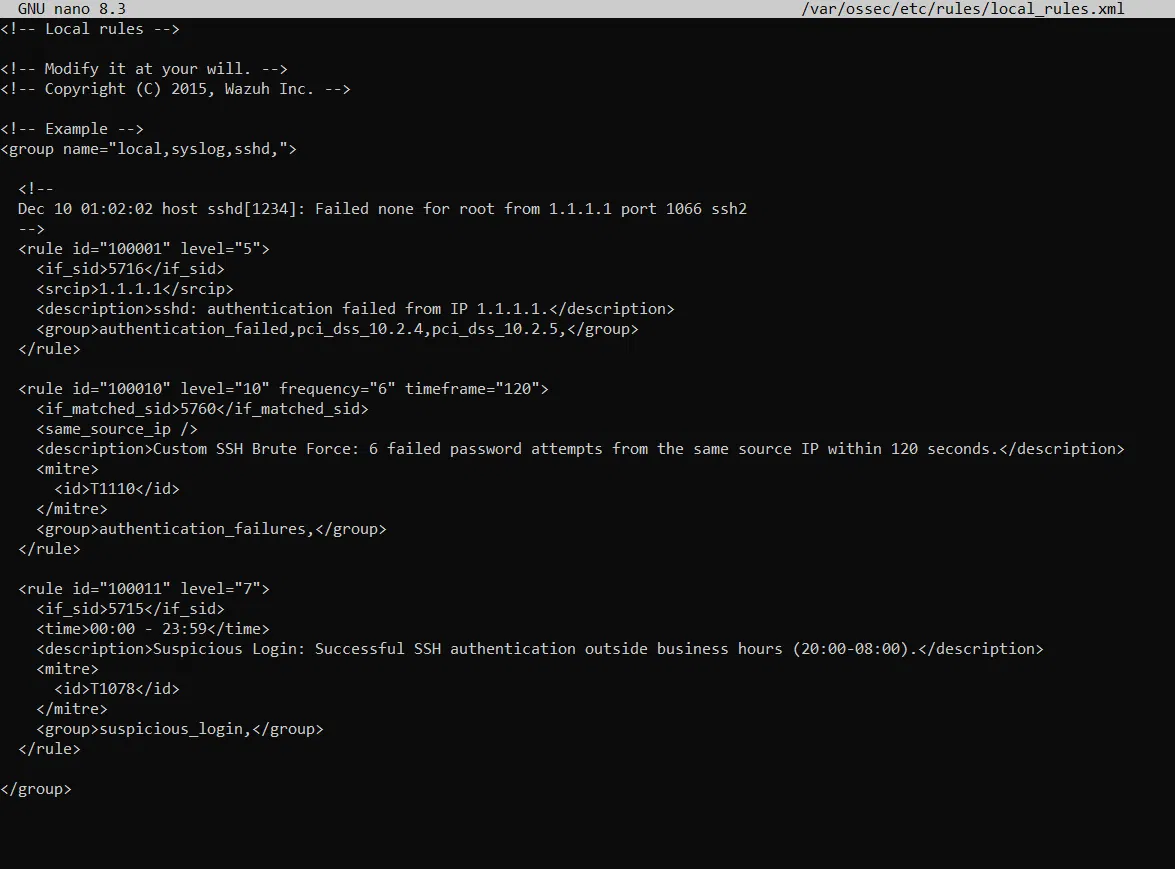 GNU nano 8.3 /var/ossec/etc/rules/local_rules.xml
<!-- Local rules -->
<!-- Modify it at your will. -->
<!-- Copyright (C) 2015, Wazuh Inc. -->
<!-- Example -->
<group name="local,syslog,sshd,">
<!--
Dec 10 01:02:02 host sshd[1234]: Failed none for root from 1.1.1.1 port 1066 ssh2
-->
<rule id="100001" level="5">
<if_sid>5716</if_sid>
<srcip>1.1.1.1</srcip>
<description>sshd: authentication failed from IP 1.1.1.1.</description>
<group>authentication_failed,pci_dss_10.2.4,pci_dss_10.2.5,</group>
</rule>
<rule id="100010" level="10" frequency="6" timeframe="120">
<if_matched_sid>5760</if_matched_sid>
<same_source_ip />
<description>Custom SSH Brute Force: 6 failed password attempts from the same source IP within 120 seconds.</description>
<mitre>
<id>T1110</id>
</mitre>
<group>authentication_failures,</group>
</rule>
<rule id="100011" level="7">
<if_sid>5715</if_sid>
<time>00:00 - 23:59</time>
<description>Suspicious Login: Successful SSH authentication outside business hours (20:00-08:00).</description>
<mitre>
<id>T1078</id>
</mitre>
<group>suspicious_login,</group>
</rule>
</group>